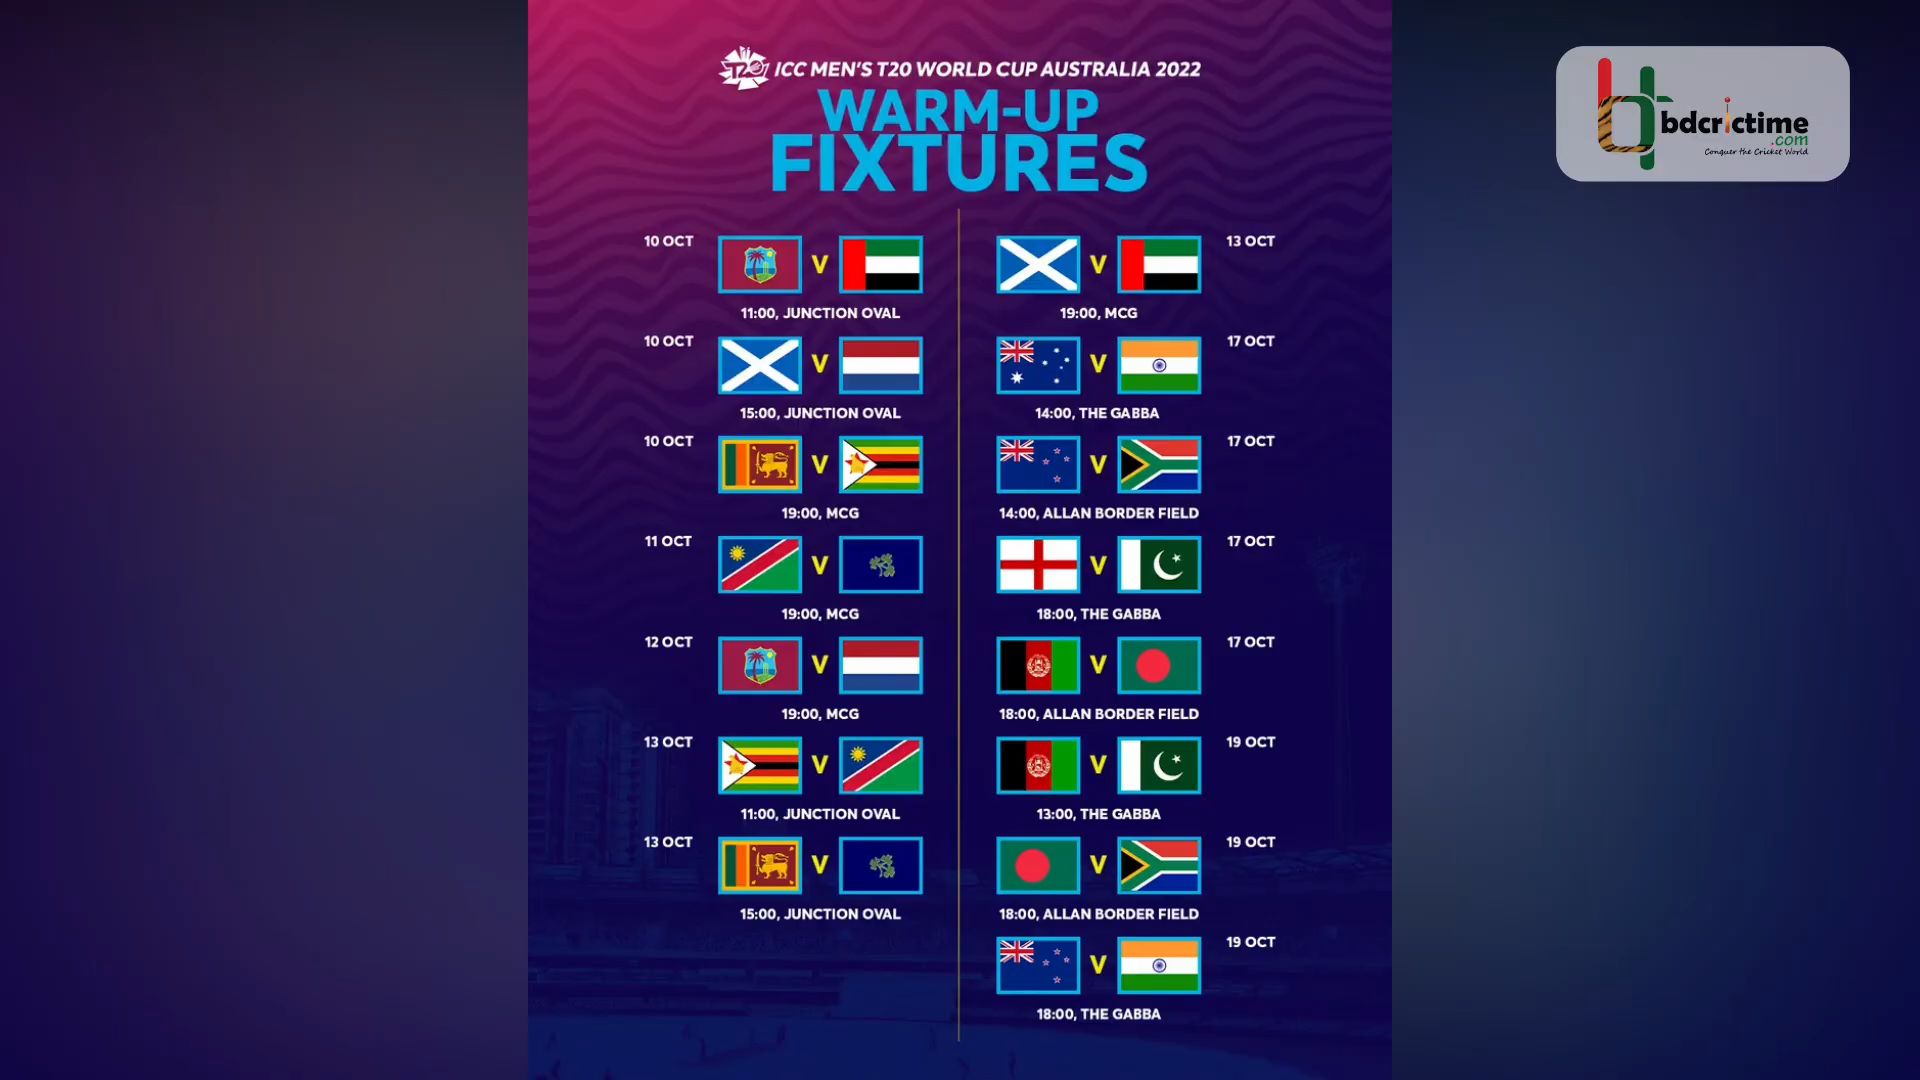 ICC MEN'S T20 WORLD CUP AUSTRALIA 2022
WARM-UP
FIXTURES
10 OCT
V
11:00, JUNCTION OVAL
10 OCT
V
15:00, JUNCTION OVAL
10 OCT
V
19:00, MCG
11 OCT
V
19:00, MCG
12 OCT
V
19:00, MCG
13 OCT
V
11:00, JUNCTION OVAL
13 OCT
V
15:00, JUNCTION OVAL
V
13 OCT
19:00, MCG
V
17 OCT
14:00, THE GABBA
V
17 OCT
14:00, ALLAN BORDER FIELD
V
17 OCT
18:00, THE GABBA
V
17 OCT
18:00, ALLAN BORDER FIELD
V
19 OCT
13:00, THE GABBA
V
19 OCT
18:00, ALLAN BORDER FIELD
V
19 OCT
18:00, THE GABBA
bdcrictime
.com
Conquer the Cricket World
T20